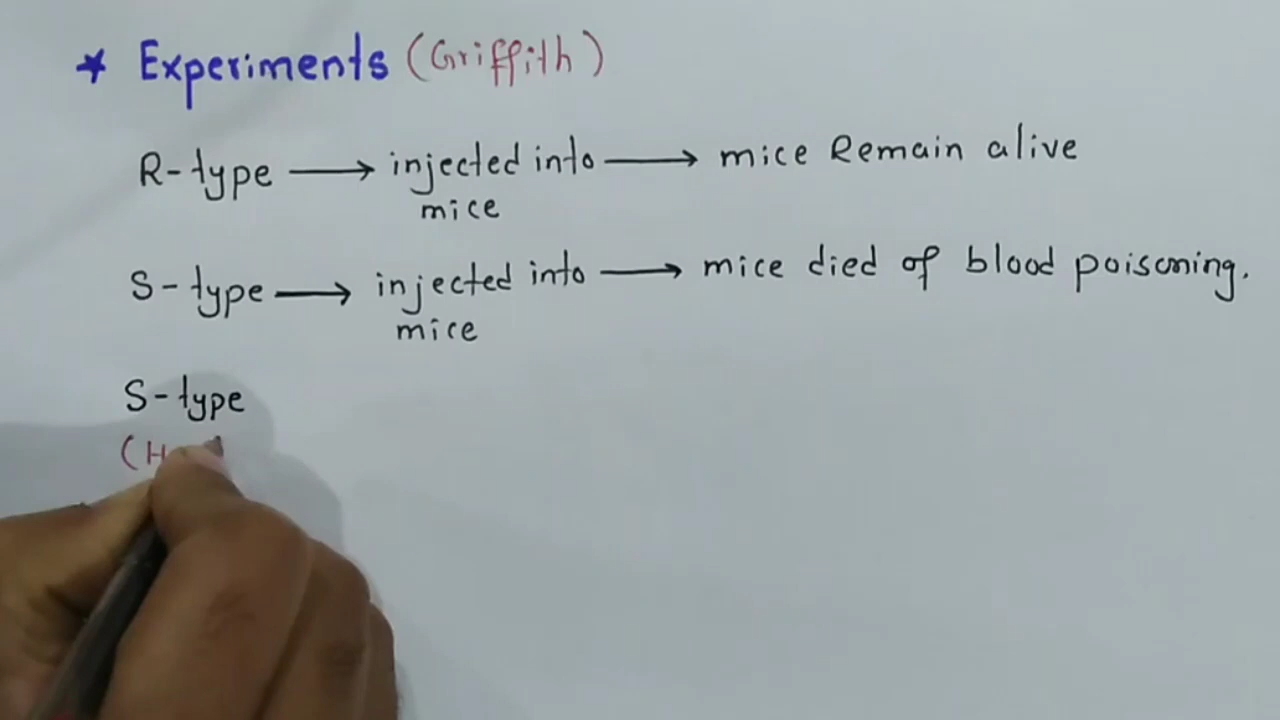 * Experiments (Griffith)
R-type → injected into → mice Remain alive
mice
S-type → injected into → mice died of blood poisoning.
mice
S-type
(H